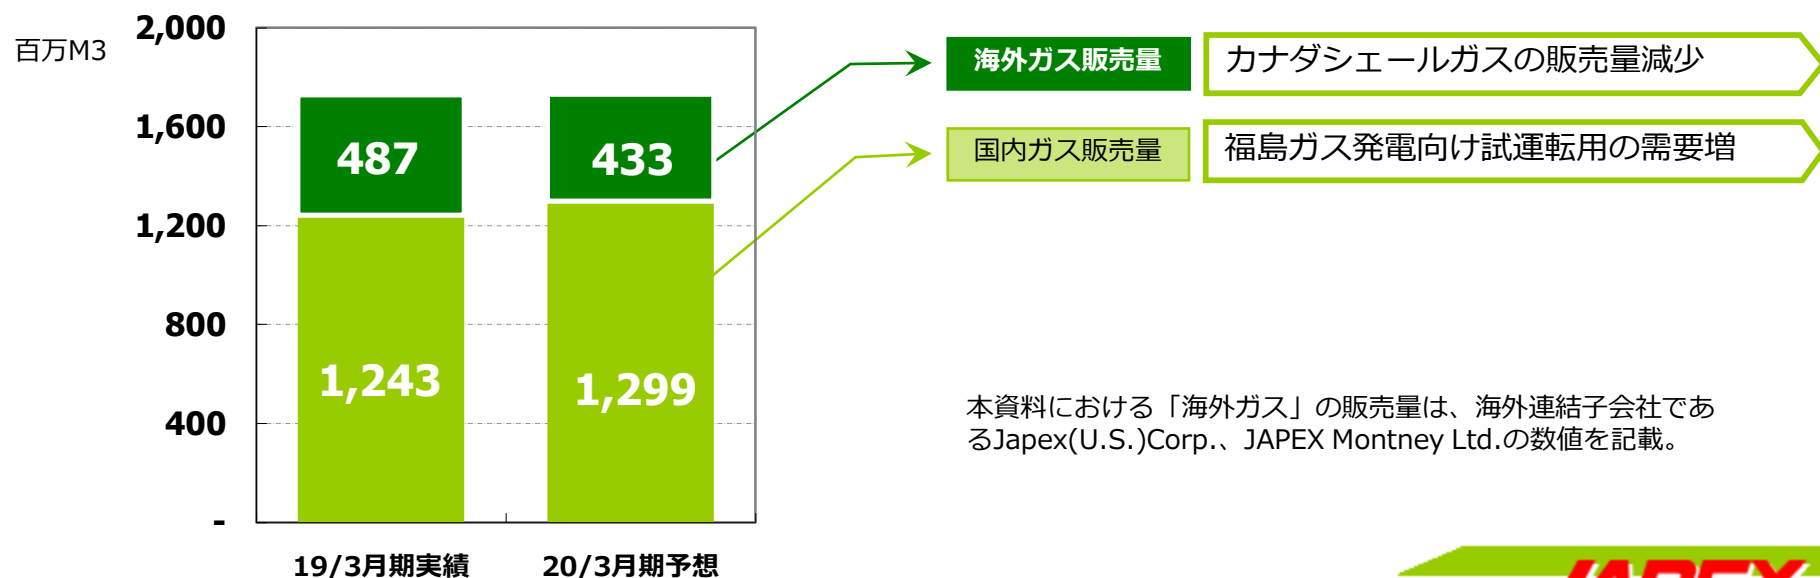 百万M3
2,000
1,600
1,200
800
400
-
487
433
1,243
1,299
19/3月期実績
20/3月期予想
海外ガス販売量
カナダシェールガスの販売量減少
国内ガス販売量
福島ガス発電向け試運転用の需要増
本資料における「海外ガス」の販売量は、海外連結子会社であ
るJapex(U.S.)Corp.、JAPEX Montney Ltd.の数値を記載。
JAPEX